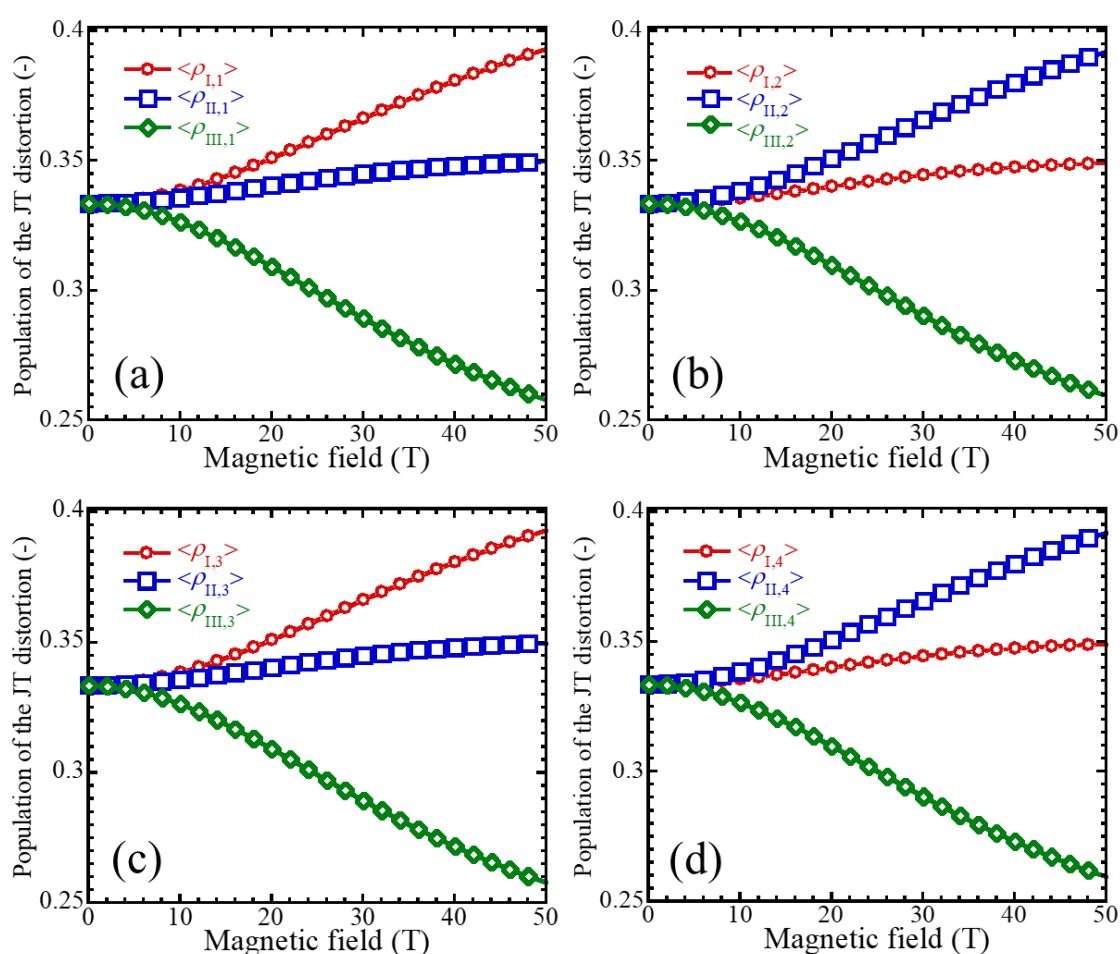 Population of the JT distortion (-)
0.4
0.35
0.3
0.25
<ρI,1>
<ρII,1>
<ρIII,1>
(a)
0 10 20 30 40 50
Magnetic field (T)
Population of the JT distortion (-)
0.4
0.35
0.3
0.25
<ρI,2>
<ρII,2>
<ρIII,2>
(b)
0 10 20 30 40 50
Magnetic field (T)
Population of the JT distortion (-)
0.4
0.35
0.3
0.25
<ρI,3>
<ρII,3>
<ρIII,3>
(c)
0 10 20 30 40 50
Magnetic field (T)
Population of the JT distortion (-)
0.4
0.35
0.3
0.25
<ρI,4>
<ρII,4>
<ρIII,4>
(d)
0 10 20 30 40 50
Magnetic field (T)